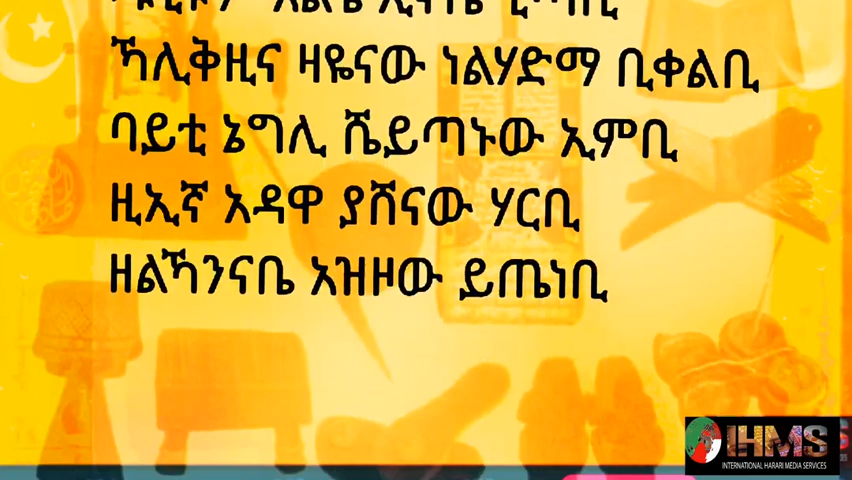 ኻሊቅዚና ዛዬናው ነልሃድማ ቢቀልቢ
ባይቲ ኔግሊ ሼይጣኑው ኢምቢ
ዚኢኛ አዳዋ ያሸናው ሃርቢ
ዘልኻንናቤ አዝዞው ይጤነቢ
IHMS
INTERNATIONAL HARARI MEDIA SERVICES